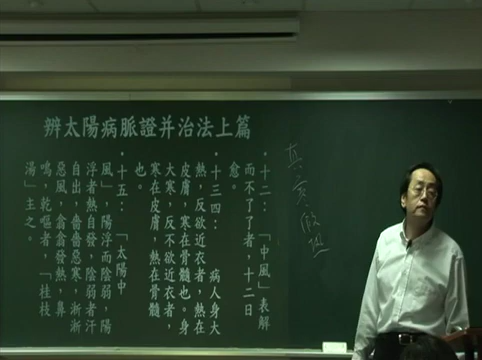 辨太陽病脈證并治法上篇
真寒假熱
・十二：「中風」表解
而不了了者，十二日
愈。
・十三四：　病人身大
熱，反欲近衣者，熱在
皮膚，寒在骨髓也。身
大寒，反不欲近衣者，
寒在皮膚，熱在骨髓
也。
・十五：「太陽中
風」，陽浮而陰弱，陽
浮者熱自發，陰弱者汗
自出，嗇嗇惡寒，淅淅
惡風，翕翕發熱，鼻
鳴，乾嘔者，「桂枝
湯」主之。